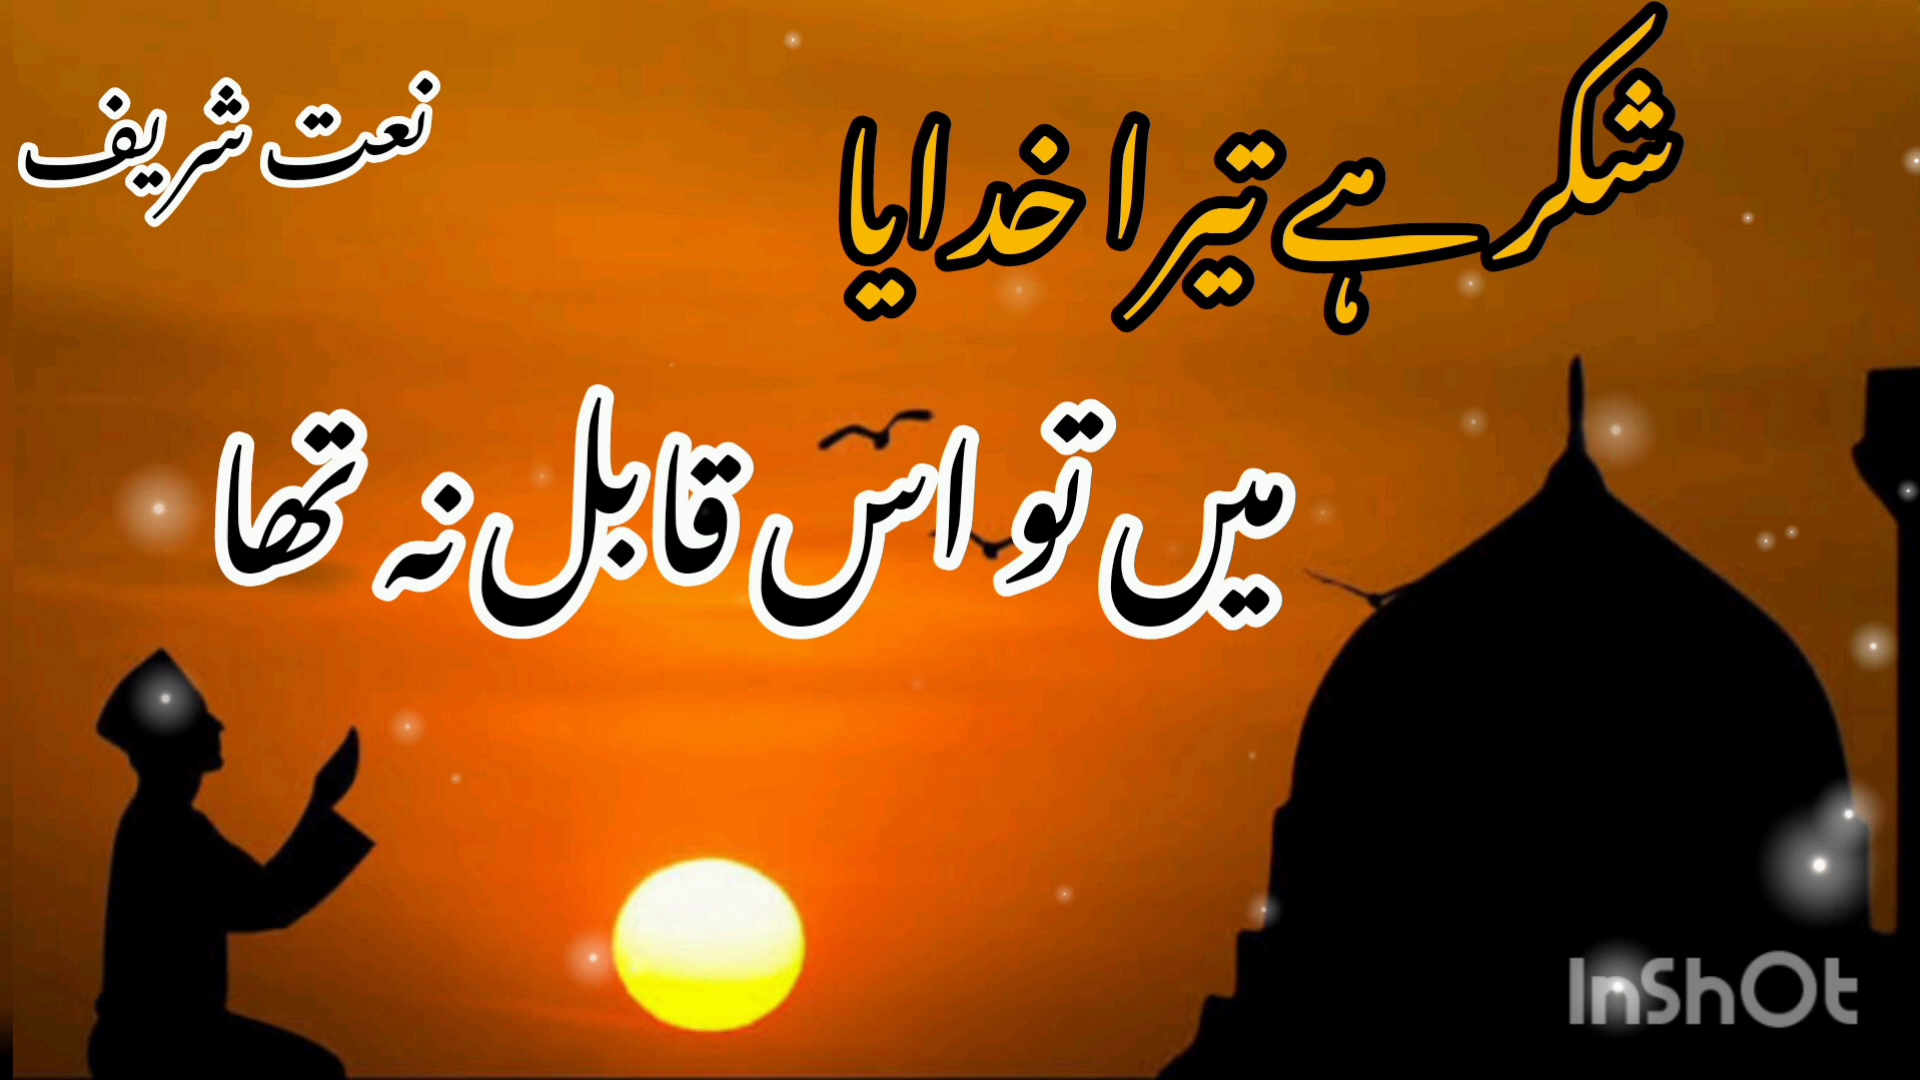 نعت شریف
شکر ہے تیرا خدایا
میں تو اس قابل نہ تھا
InShOt